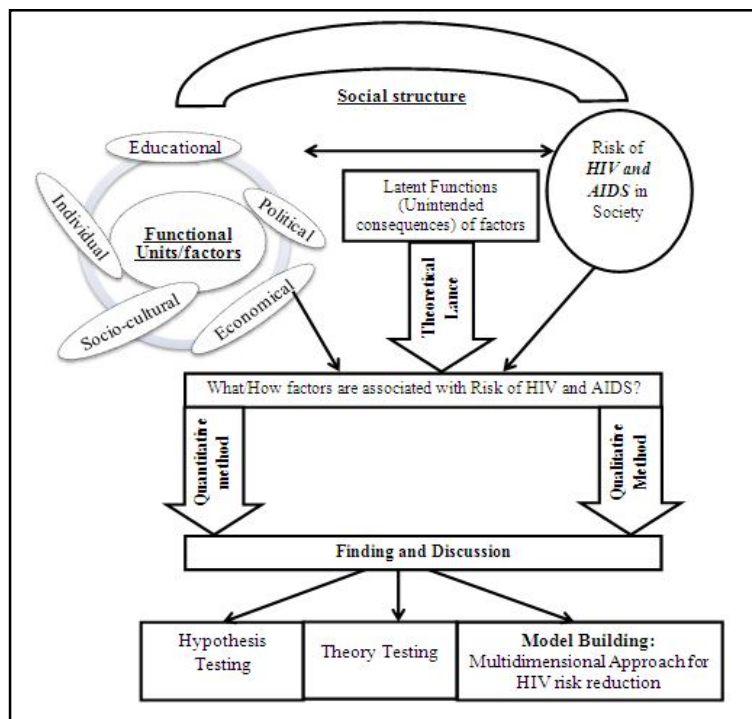 Social structure
Educational
Individual
Political
Functional
Units/factors
Socio-cultural
Economical
Latent Functions
(Unintended
consequences) of factors
Risk of
HIV and
AIDS in
Society
Theoretical
Lance
What/How factors are associated with Risk of HIV and AIDS?
Quantitative
method
Qualitative
Method
Finding and Discussion
Hypothesis
Testing
Theory Testing
Model Building:
Multidimensional Approach for
HIV risk reduction